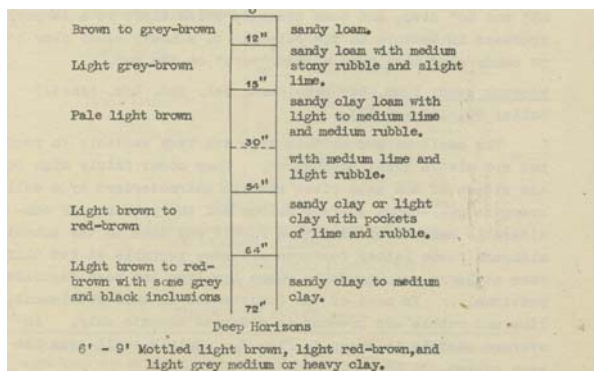 0
Brown to grey-brown
sandy loam.
12"
Light grey-brown
sandy loam with medium
stony rubble and slight
lime.
15"
Pale light brown
sandy clay loam with
light to medium lime
and medium rubble.
30"
with medium lime and
light rubble.
54"
Light brown to
red-brown
sandy clay or light
clay with pockets
of lime and rubble.
64"
Light brown to red-
brown with some grey
and black inclusions
sandy clay to medium
clay.
72"
Deep Horizons
6' - 9' Mottled light brown, light red-brown,and
light grey medium or heavy clay.